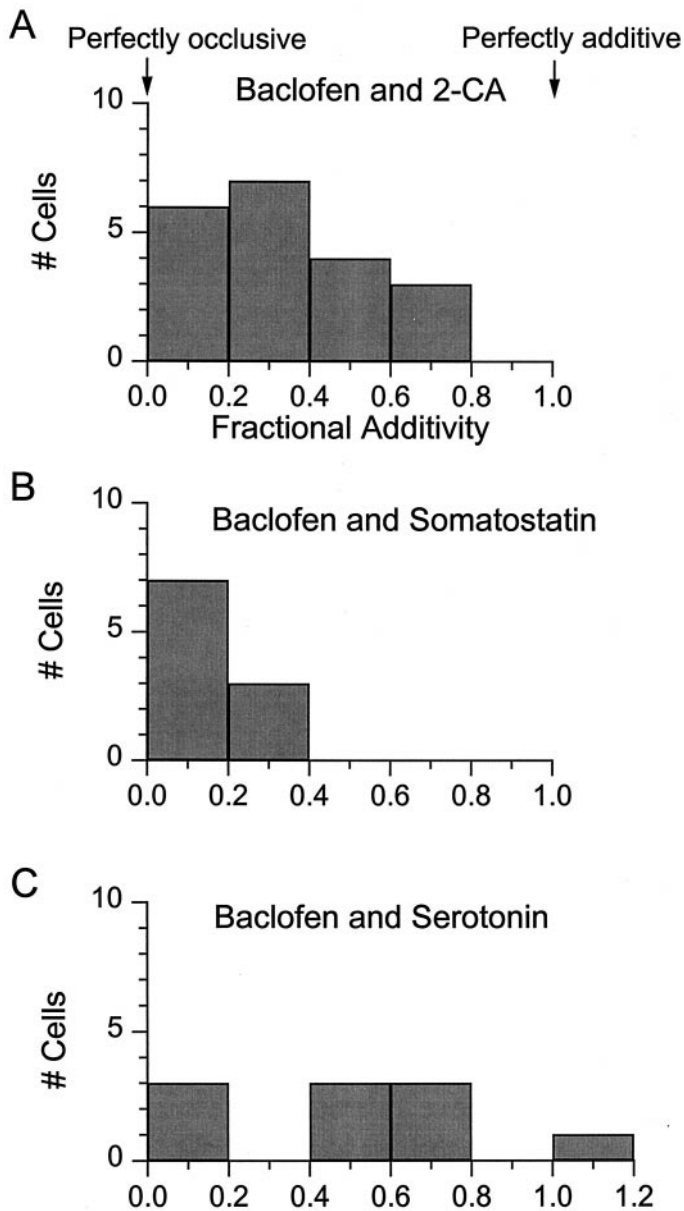 A
Perfectly occlusive Perfectly additive
Baclofen and 2-CA
10
5
0
# Cells
0.0 0.2 0.4 0.6 0.8 1.0
Fractional Additivity
B
Baclofen and Somatostatin
10
5
0
# Cells
0.0 0.2 0.4 0.6 0.8 1.0
C
Baclofen and Serotonin
10
5
0
# Cells
0.0 0.2 0.4 0.6 0.8 1.0 1.2